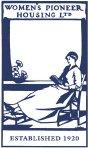 WOMEN'S PIONEER
HOUSING LTD
ESTABLISHED 1920